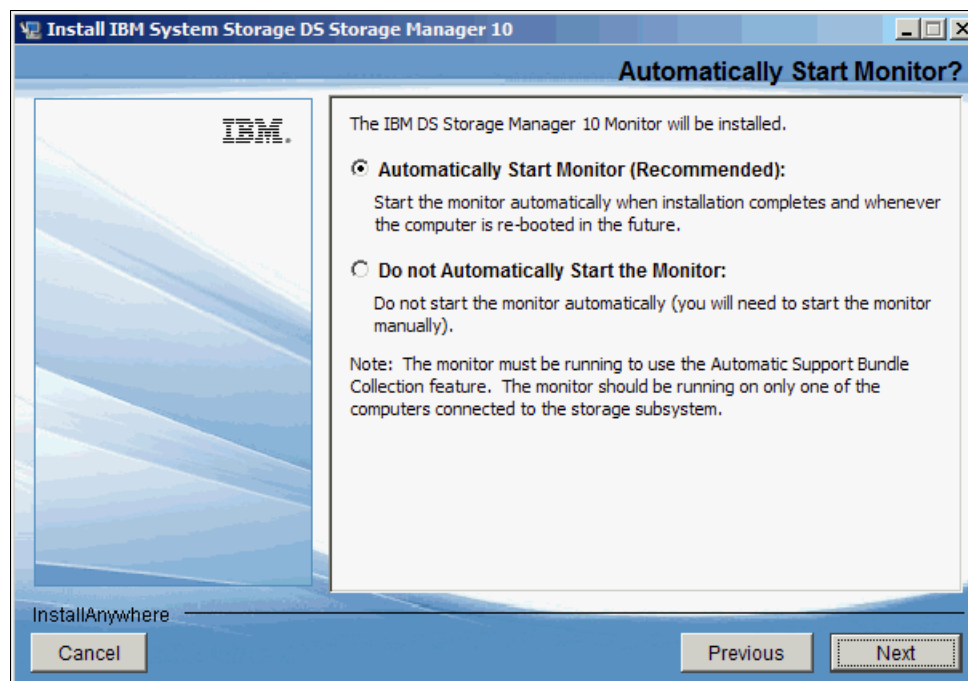 Install IBM System Storage DS Storage Manager 10
Automatically Start Monitor?
IBM.
The IBM DS Storage Manager 10 Monitor will be installed.
Automatically Start Monitor (Recommended):
Start the monitor automatically when installation completes and whenever
the computer is re-booted in the future.
Do not Automatically Start the Monitor:
Do not start the monitor automatically (you will need to start the monitor
manually).
Note: The monitor must be running to use the Automatic Support Bundle
Collection feature. The monitor should be running on only one of the
computers connected to the storage subsystem.
InstallAnywhere
Cancel
Previous
Next